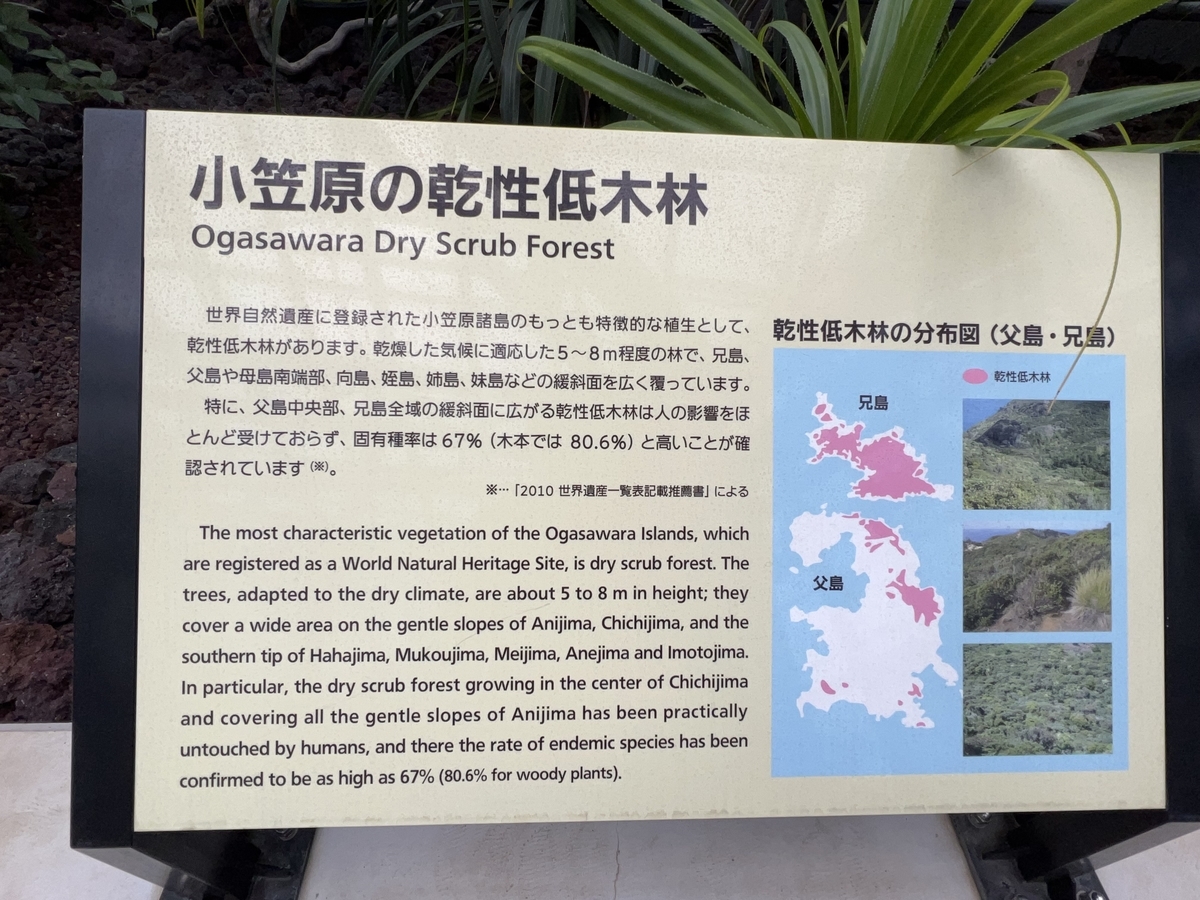 小笠原の乾性低木林
Ogasawara Dry Scrub Forest
世界自然遺産に登録された小笠原諸島のもっとも特徴的な植生として、
乾性低木林があります。乾燥した気候に適応した5〜8m程度の林で、兄島、
父島や母島南端部、向島、姪島、姉島、妹島などの緩斜面を広く覆っています。
特に、父島中央部、兄島全域の緩斜面に広がる乾性低木林は人の影響をほ
とんど受けておらず、固有種率は67%（木本では 80.6%）と高いことが確
認されています（※）。
※…「2010 世界遺産一覧表記載推薦書」による
The most characteristic vegetation of the Ogasawara Islands, which
are registered as a World Natural Heritage Site, is dry scrub forest. The
trees, adapted to the dry climate, are about 5 to 8 m in height; they
cover a wide area on the gentle slopes of Anijima, Chichijima, and the
southern tip of Hahajima, Mukoujima, Meijima, Anejima and Imotojima.
In particular, the dry scrub forest growing in the center of Chichijima
and covering all the gentle slopes of Anijima has been practically
untouched by humans, and there the rate of endemic species has been
confirmed to be as high as 67% (80.6% for woody plants).
乾性低木林の分布図（父島・兄島）
乾性低木林
兄島
父島